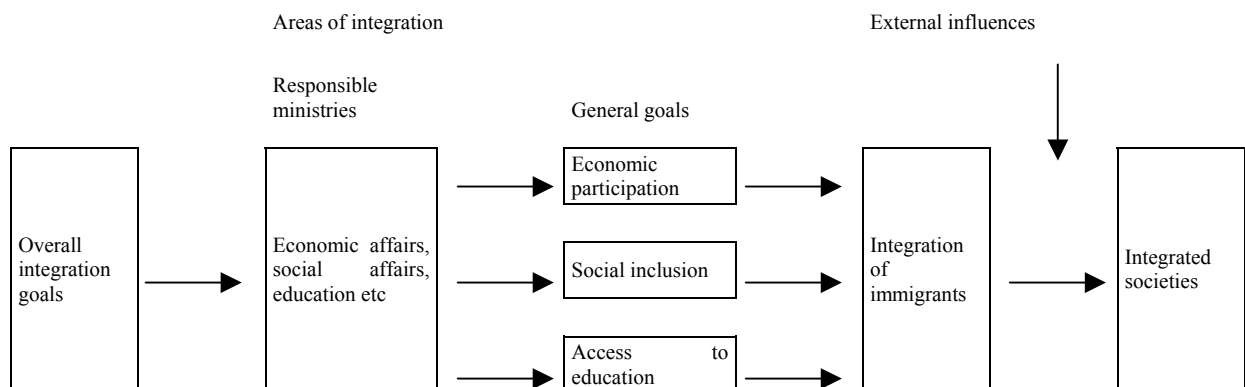 Areas of integration
External influences
Responsible
ministries
General goals
Overall
integration
goals
Economic affairs,
social affairs,
education etc
Economic
participation
Social inclusion
Access to
education
Integration
of
immigrants
Integrated
societies